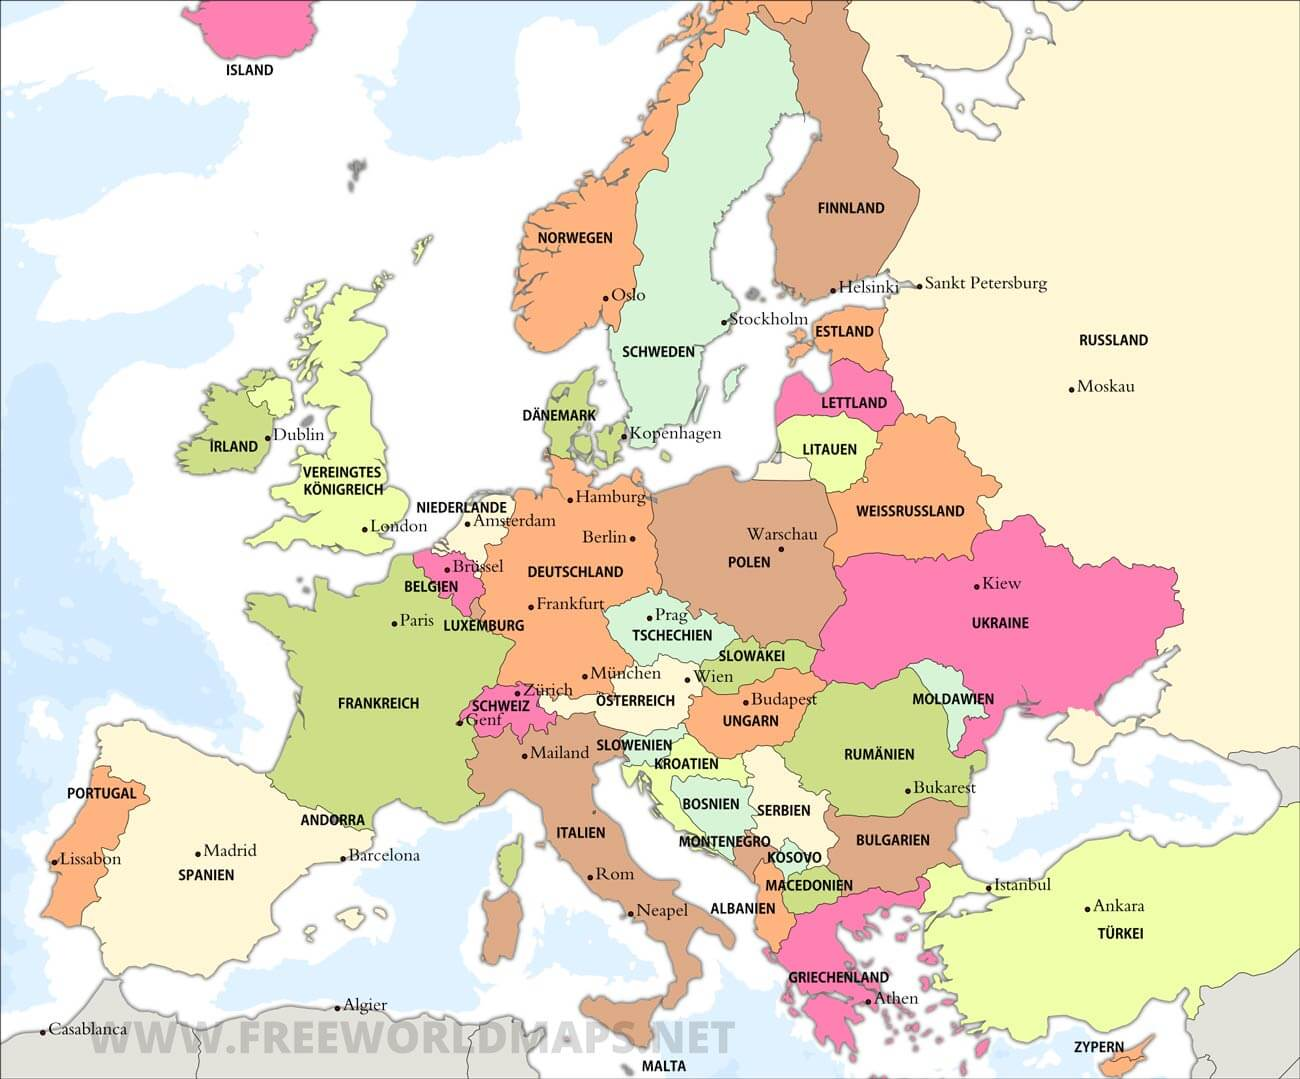 ISLAND
FINNLAND
NORWEGEN
Helsinki
Sankt Petersburg
Oslo
Stockholm
ESTLAND
RUSSLAND
SCHWEDEN
Moskau
LETTLAND
DÄNEMARK
Kopenhagen
Dublin
IRLAND
LITAUEN
VEREINGTES
KÖNIGREICH
Hamburg
NIEDERLANDE
Amsterdam
WEISSRUSSLAND
London
Berlin
Warschau
POLEN
Brüssel
DEUTSCHLAND
BELGIEN
Kiew
Frankfurt
Prag
Paris
LUXEMBURG
UKRAINE
TSCHECHIEN
SLOWAKEI
München
Wien
Zürich
ÖSTERREICH
Budapest
MOLDAWIEN
FRANKREICH
SCHWEIZ
Genf
UNGARN
SLOWENIEN
Mailand
RUMÄNIEN
KROATIEN
Bukarest
PORTUGAL
BOSNIEN
SERBIEN
ANDORRA
ITALIEN
MONTENEGRO
BULGARIEN
Lissabon
Madrid
Barcelona
KOSOVO
SPANIEN
Rom
MACEDONIEN
Istanbul
Neapel
ALBANIEN
Ankara
TÜRKEI
GRIECHENLAND
Athen
Algier
Casablanca
WWW.FREEWORLDMAPS.NET
ZYPERN
MALTA